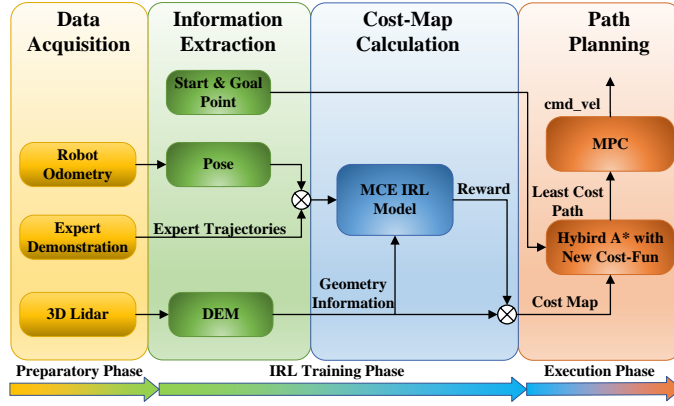 Data
Acquisition
Information
Extraction
Cost-Map
Calculation
Path
Planning
Start & Goal
Point
cmd_vel
Robot
Odometry
Pose
MCE IRL
Model
Reward
MPC
Least Cost
Path
Expert
Demonstration
Expert Trajectories
Hybird A* with
New Cost-Fun
Geometry
Information
3D Lidar
DEM
Cost Map
Preparatory Phase
IRL Training Phase
Execution Phase